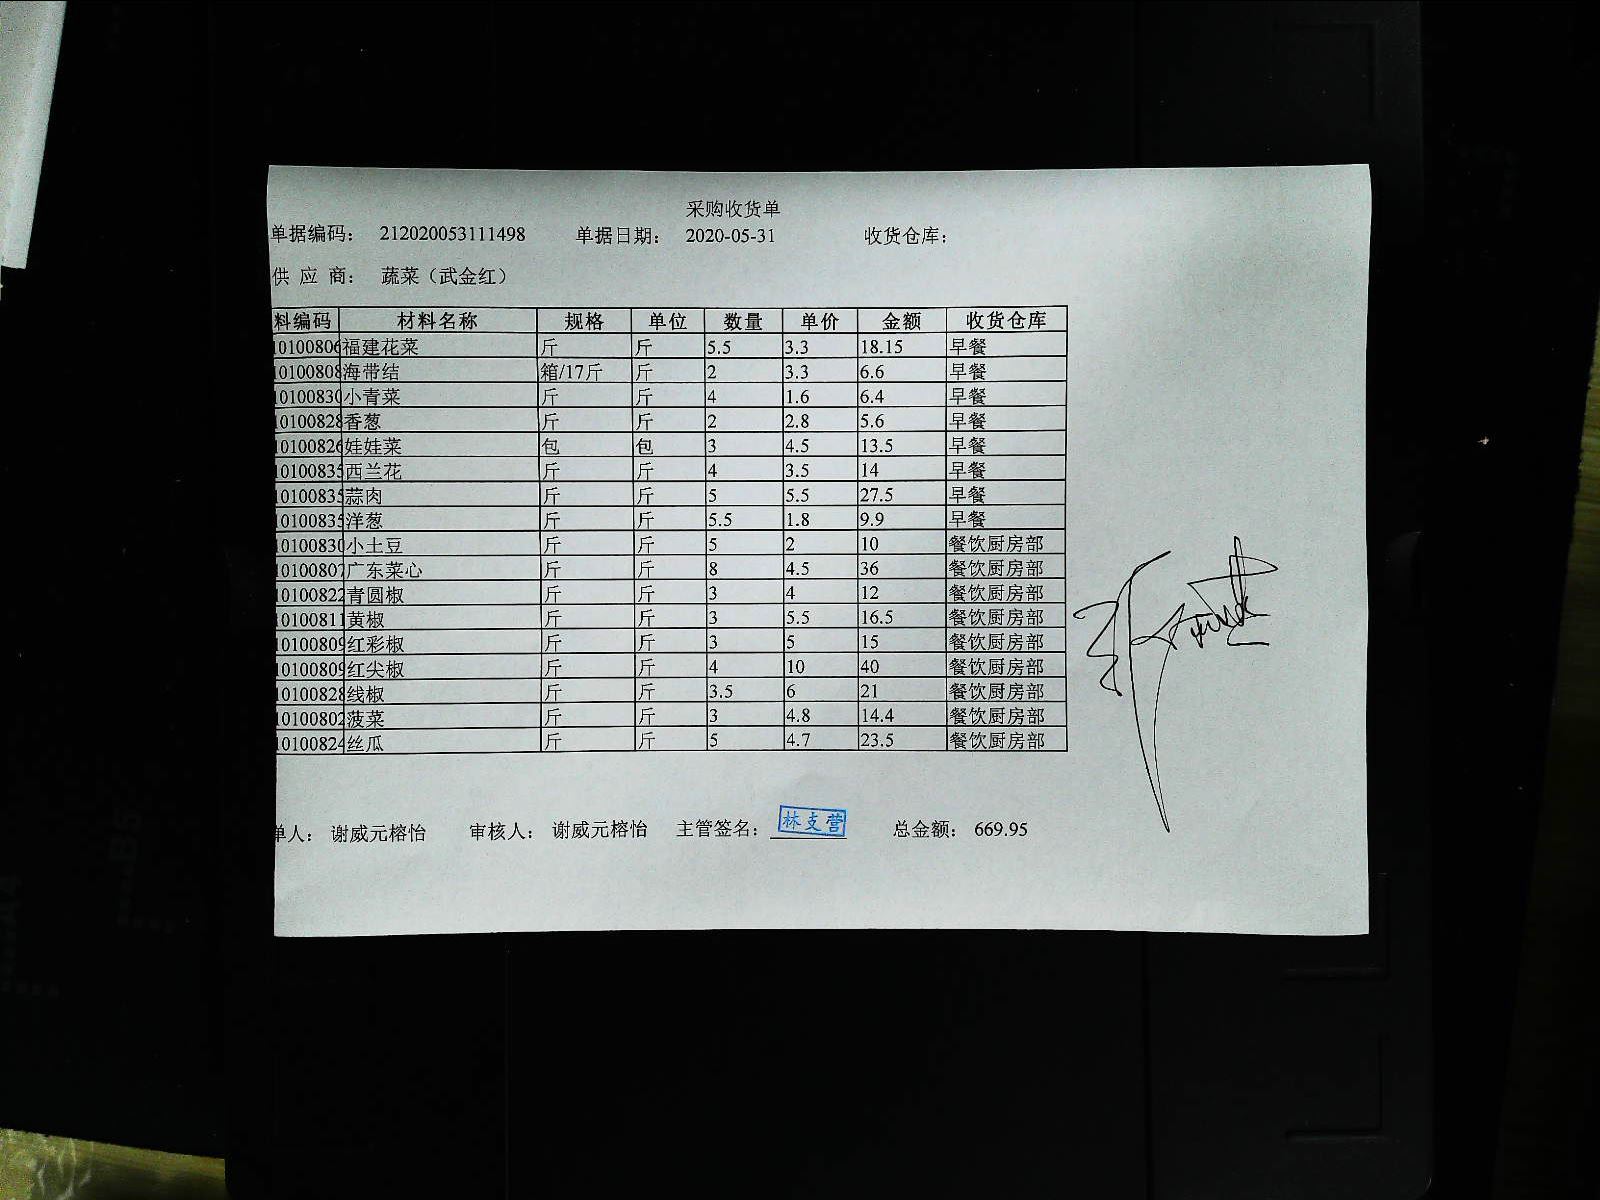 采购收货单
单据编码： 212020053111498 单据日期： 2020-05-31 收货仓库：
供 应 商： 蔬菜（武金红）
料编码 材料名称 规格 单位 数量 单价 金额 收货仓库
10100806 福建花菜 斤 斤 5.5 3.3 18.15 早餐
10100808 海带结 箱/17斤 斤 2 3.3 6.6 早餐
10100830 小青菜 斤 斤 4 1.6 6.4 早餐
10100828 香葱 斤 斤 2 2.8 5.6 早餐
10100826 娃娃菜 包 包 3 4.5 13.5 早餐
10100835 西兰花 斤 斤 4 3.5 14 早餐
10100835 蒜肉 斤 斤 5 5.5 27.5 早餐
10100835 洋葱 斤 斤 5.5 1.8 9.9 早餐
10100830 小土豆 斤 斤 5 2 10 餐饮厨房部
10100807 广东菜心 斤 斤 8 4.5 36 餐饮厨房部
10100822 青圆椒 斤 斤 3 4 12 餐饮厨房部
10100811 黄椒 斤 斤 3 5.5 16.5 餐饮厨房部
10100809 红彩椒 斤 斤 3 5 15 餐饮厨房部
10100809 红尖椒 斤 斤 4 10 40 餐饮厨房部
10100828 线椒 斤 斤 3.5 6 21 餐饮厨房部
10100802 菠菜 斤 斤 3 4.8 14.4 餐饮厨房部
10100824 丝瓜 斤 斤 5 4.7 23.5 餐饮厨房部
单人： 谢威元榕怡 审核人： 谢威元榕怡 主管签名： 林支营 总金额： 669.95